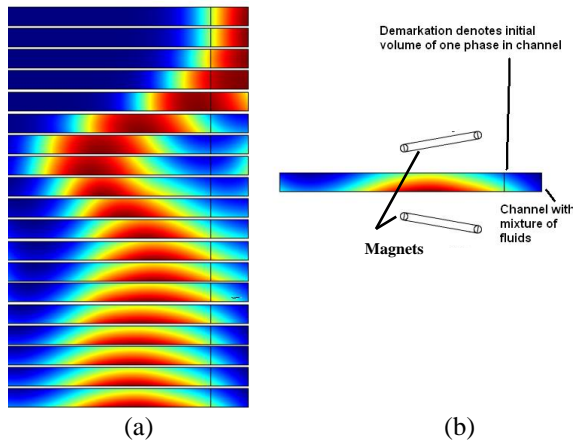 Demarkation denotes initial
volume of one phase in channel
Magnets
Channel with
mixture of
fluids
(a)
(b)